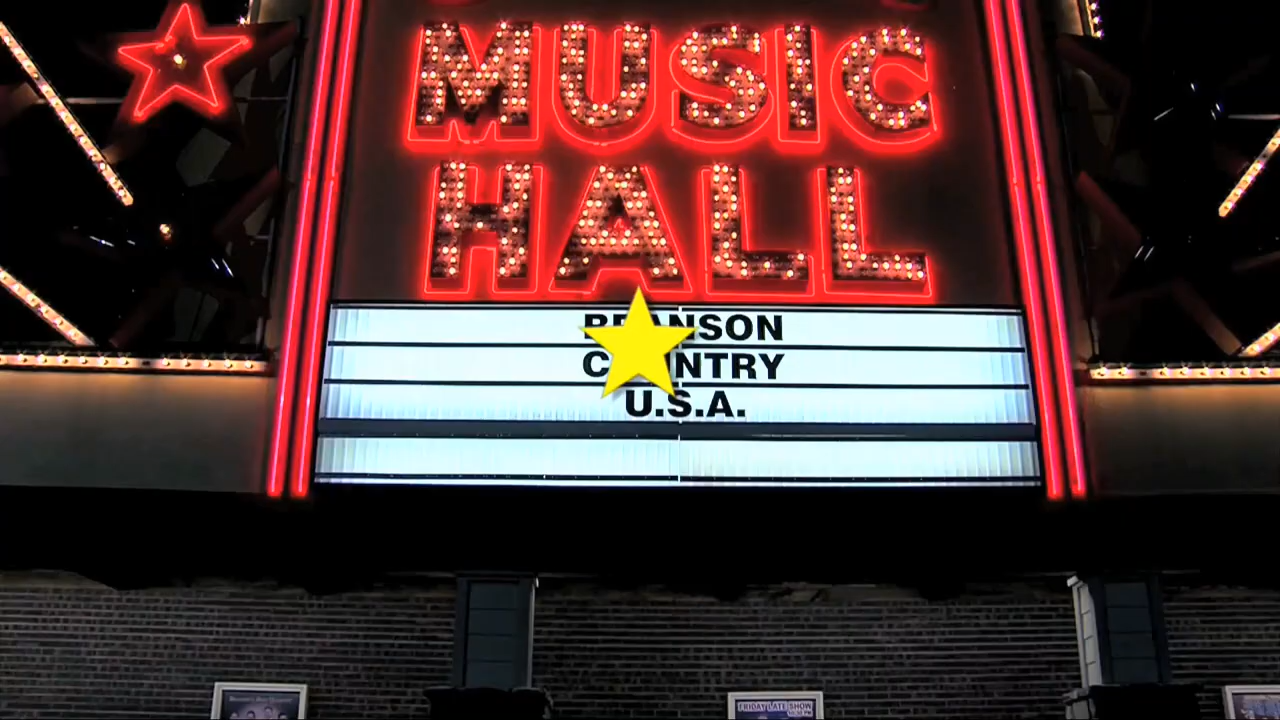 MUSIC
HALL
BRANSON
COUNTRY
U.S.A.
FRIDAY LATE SHOW